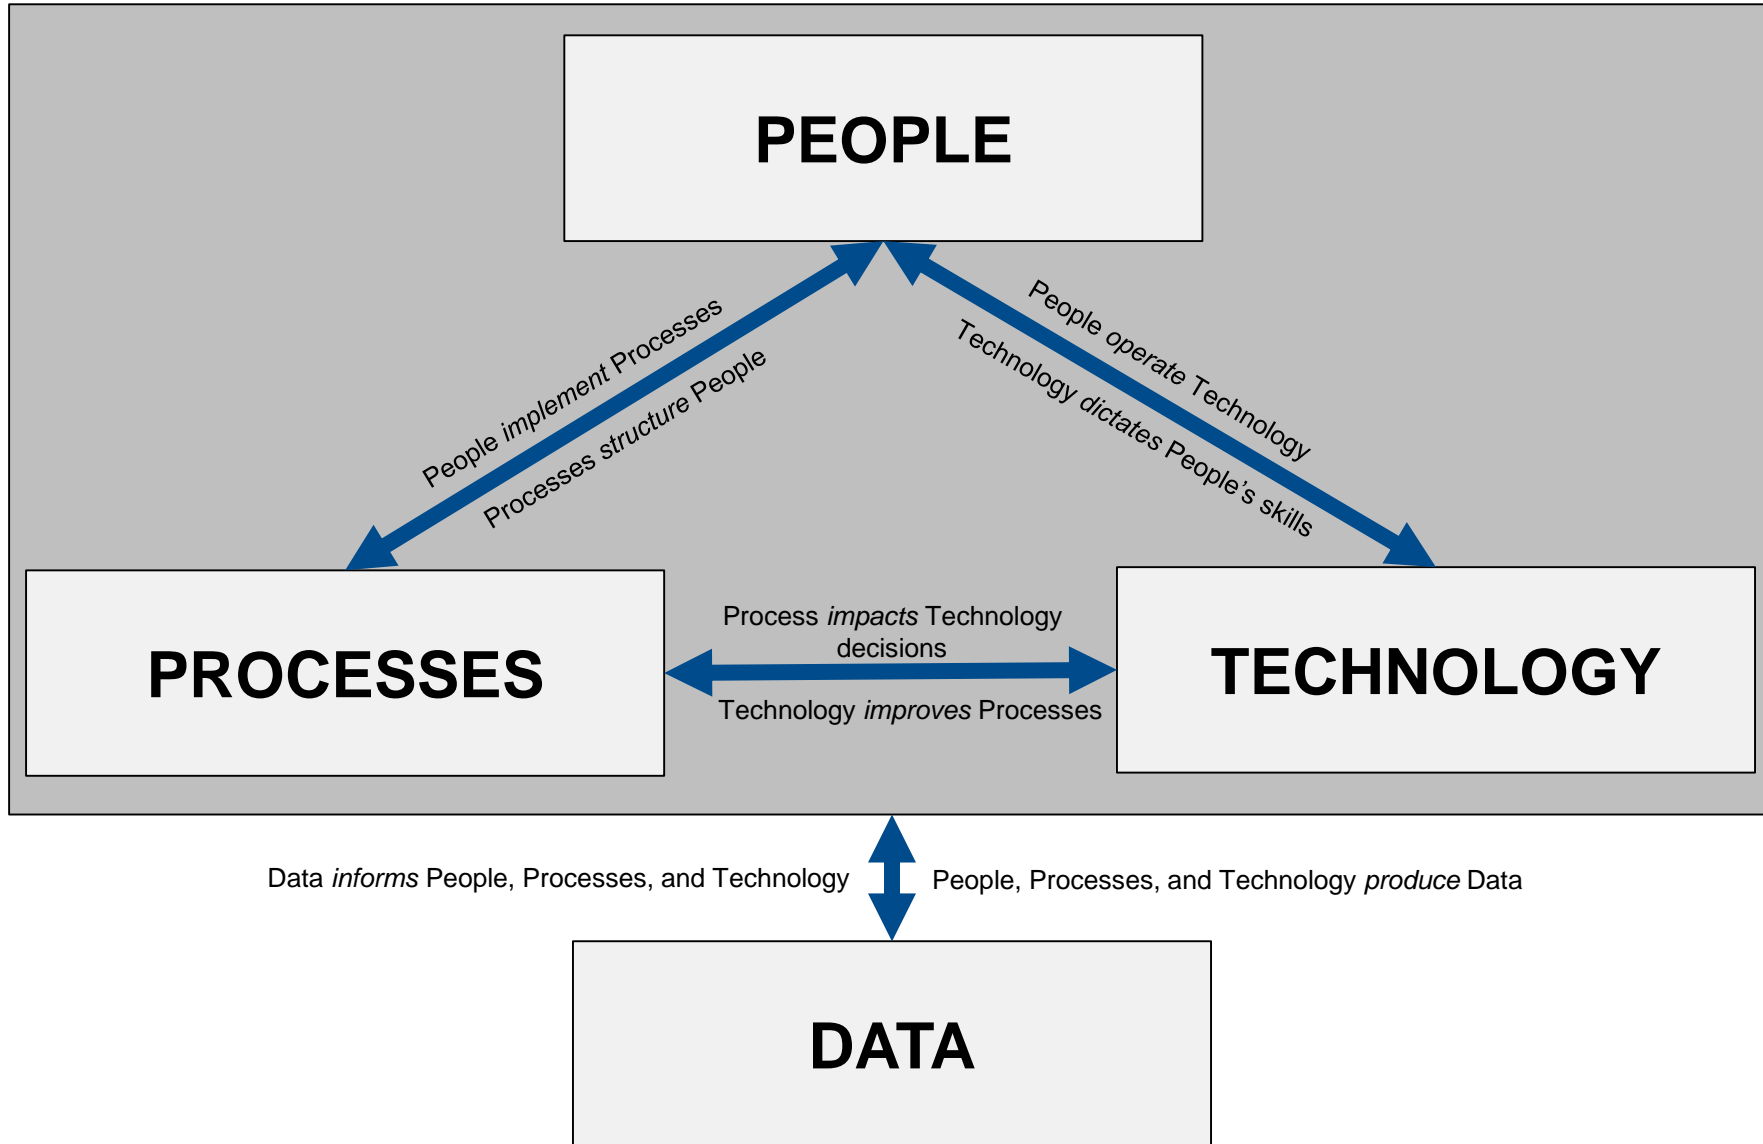 PEOPLE
People implement Processes
Processes structure People
People operate Technology
Technology dictates People’s skills
PROCESSES
Process impacts Technology
decisions
Technology improves Processes
TECHNOLOGY
Data informs People, Processes, and Technology
People, Processes, and Technology produce Data
DATA